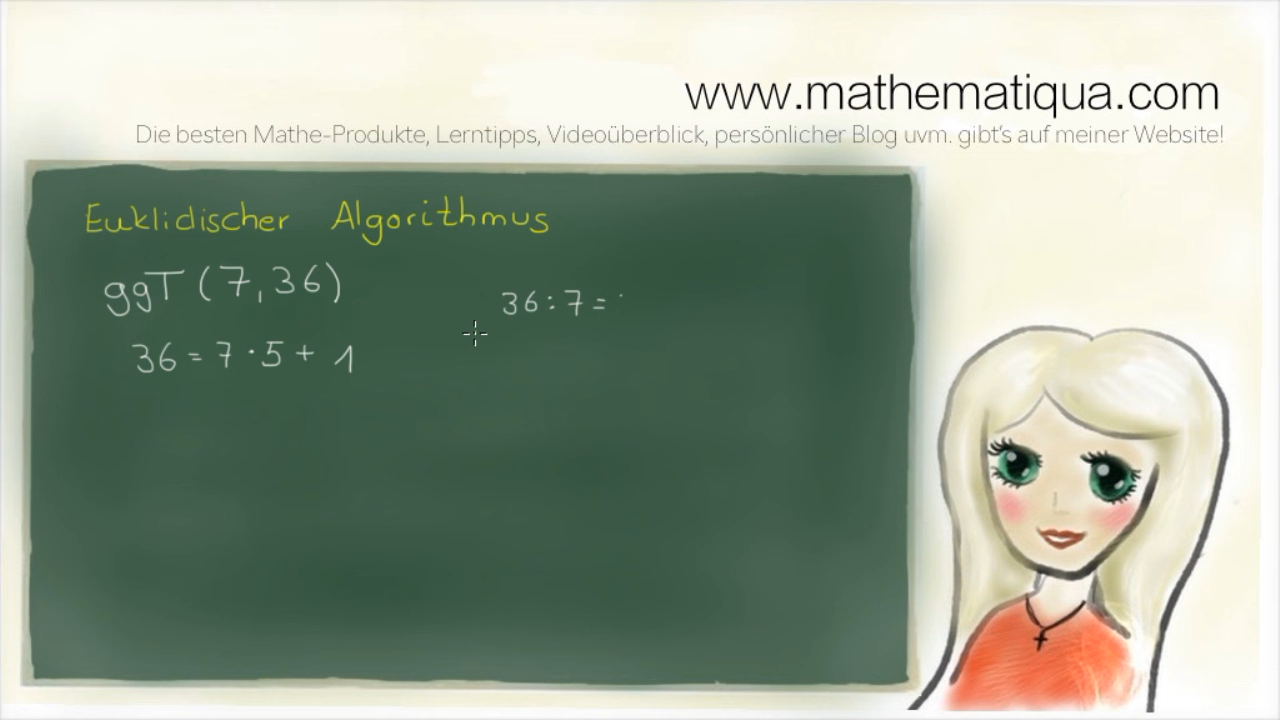 www.mathematiqua.com
Die besten Mathe-Produkte, Lerntipps, Videoüberblick, persönlicher Blog uvm. gibt's auf meiner Website!
Euklidischer Algorithmus
ggT (7,36)
36:7=
36 = 7 · 5 + 1